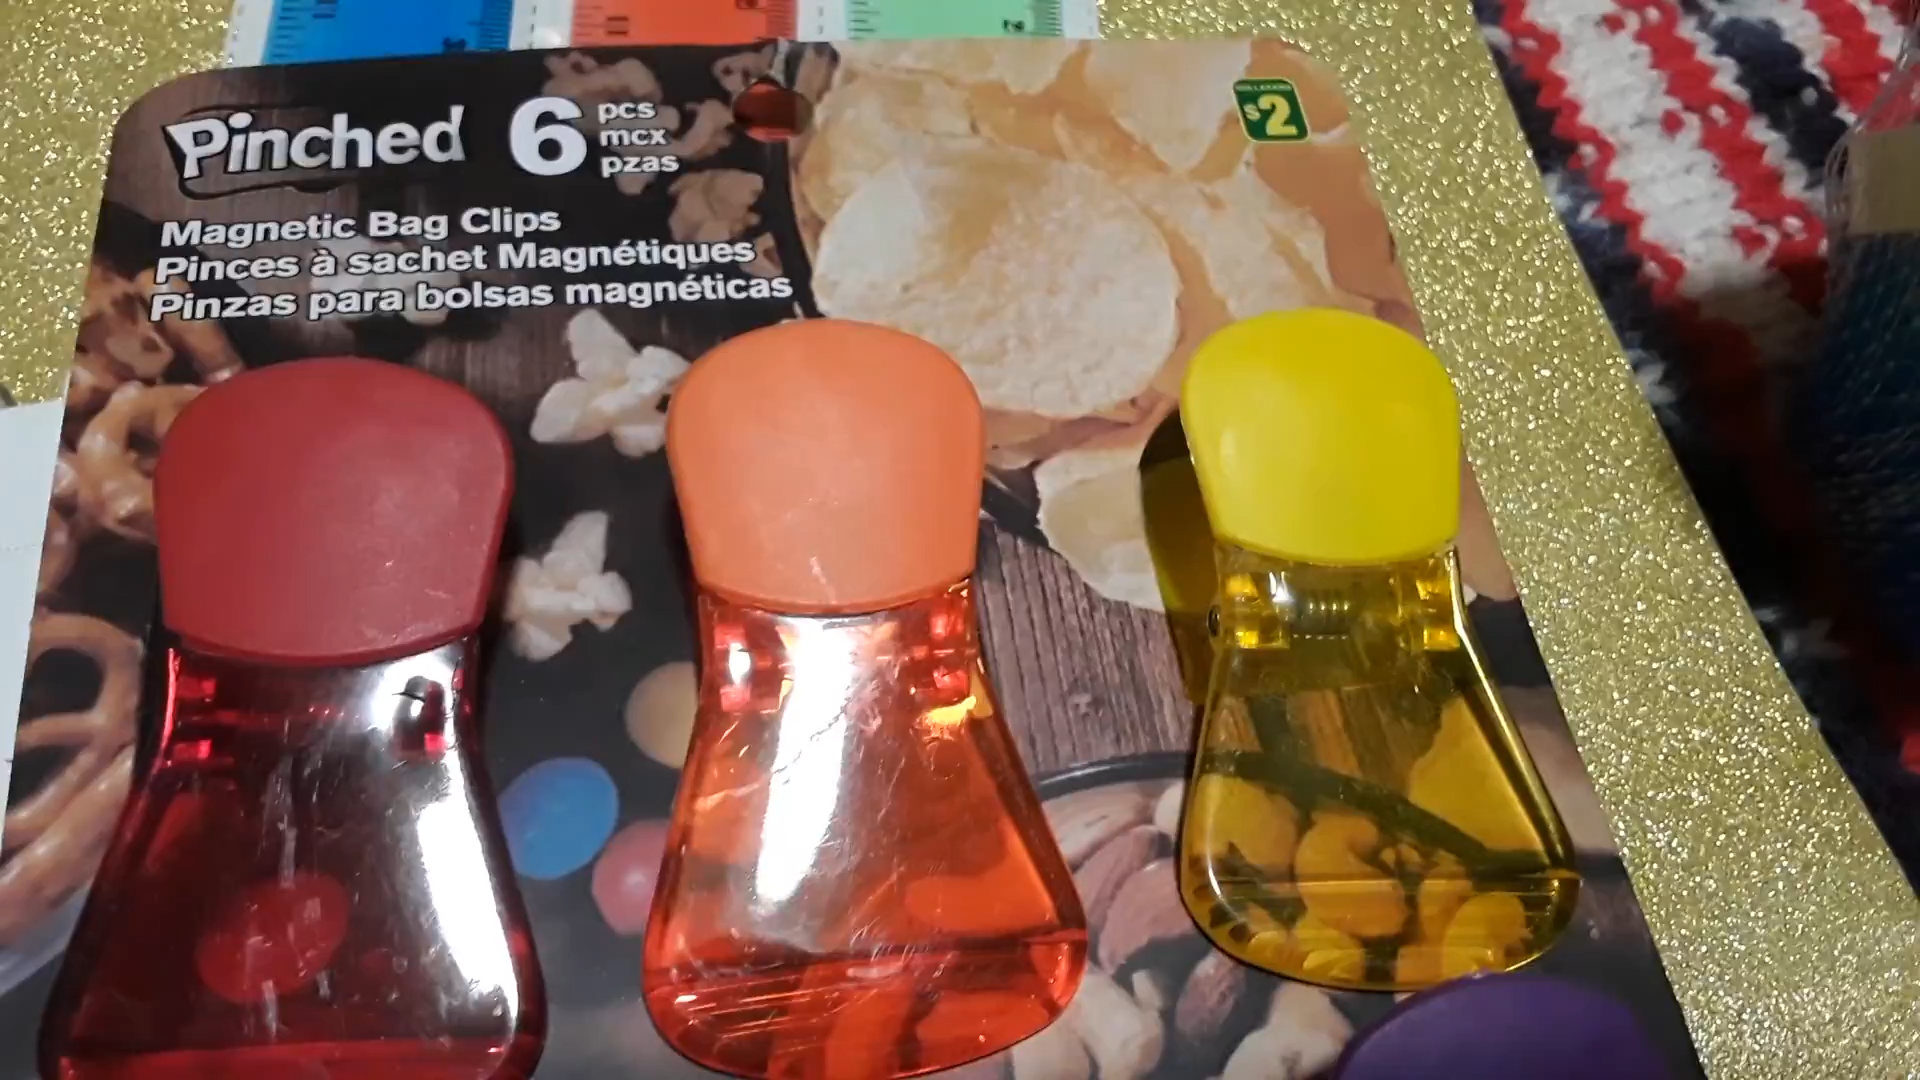 Pinched
6
pcs
mcx
pzas
$2
Magnetic Bag Clips
Pinces à sachet Magnétiques
Pinzas para bolsas magnéticas